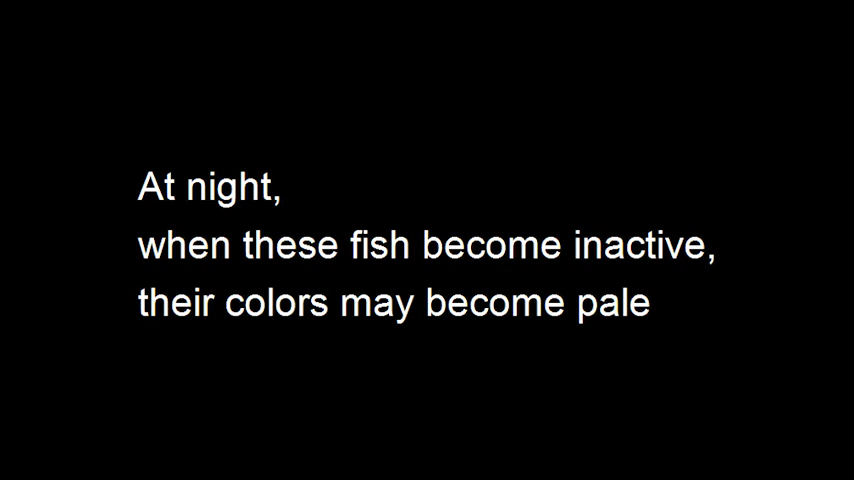 At night,
when these fish become inactive,
their colors may become pale